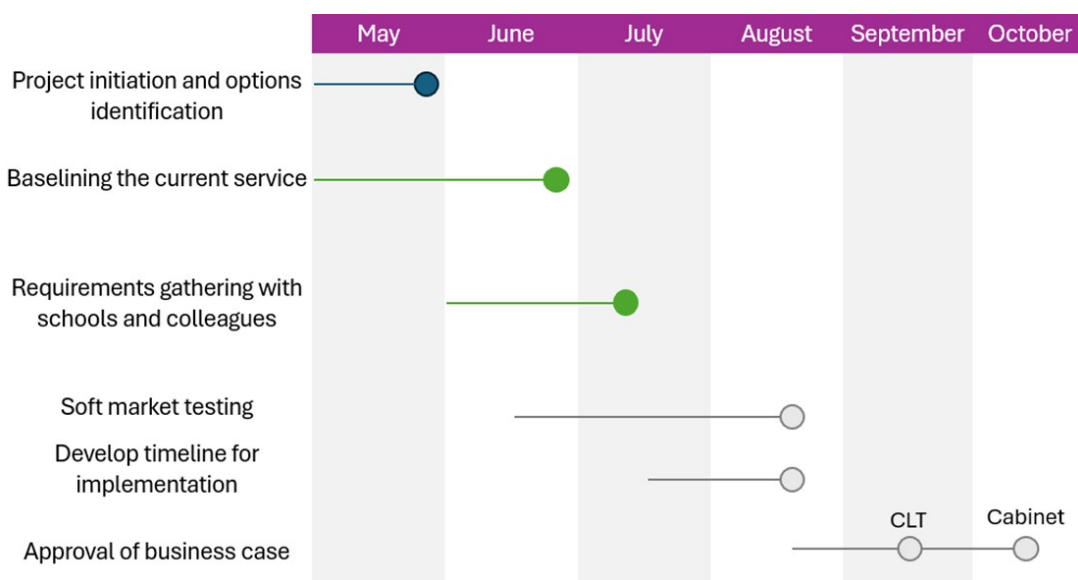 May June July August September October
Project initiation and options
identification
Baselining the current service
Requirements gathering with
schools and colleagues
Soft market testing
Develop timeline for
implementation
CLT Cabinet
Approval of business case